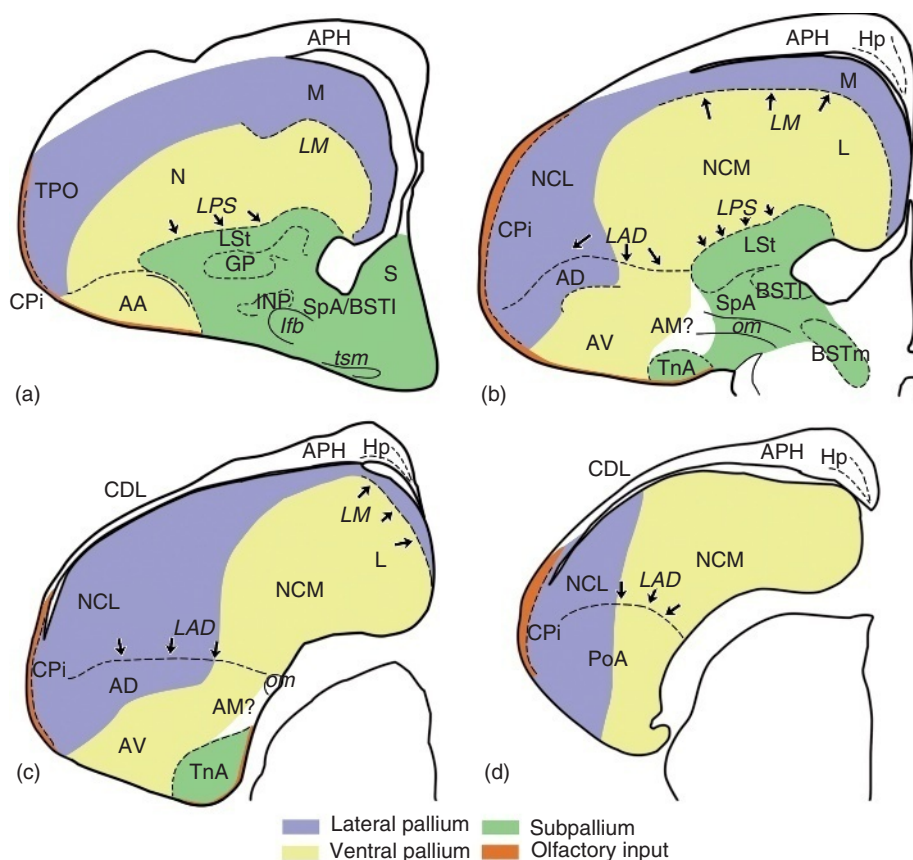 APH
M
LM
TPO
N
LPS
LSt
GP
S
INP
SpA/BSTl
CPi
AA
lfb
tsm
(a)
APH
Hp
M
LM
L
NCL
NCM
CPi
LPS
LAD
LSt
AD
BSTl
SpA
AV
AM?
om
TnA
BSTm
(b)
CDL
APH
Hp
LM
L
NCL
NCM
LAD
CPi
AD
om
AM?
AV
TnA
(c)
CDL
APH
Hp
NCL
LAD
NCM
CPi
PoA
(d)
Lateral pallium
Subpallium
Ventral pallium
Olfactory input